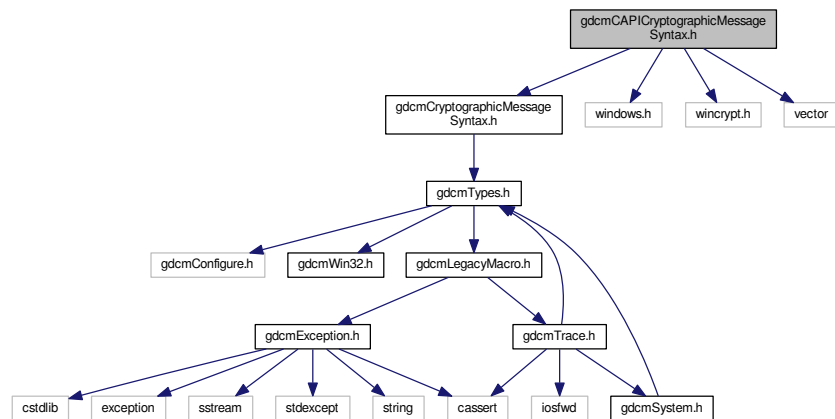 gdcmCAPICryptographicMessage
Syntax.h
gdcmCryptographicMessage
Syntax.h
windows.h
wincrypt.h
vector
gdcmTypes.h
gdcmConfigure.h
gdcmWin32.h
gdcmLegacyMacro.h
gdcmException.h
gdcmTrace.h
cstdlib
exception
sstream
stdexcept
string
cassert
iosfwd
gdcmSystem.h